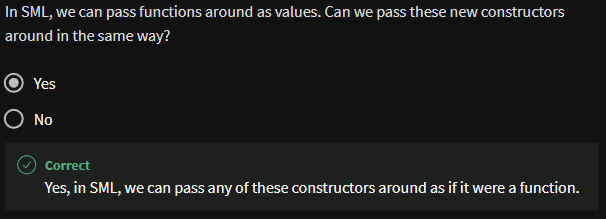 In SML, we can pass functions around as values. Can we pass these new constructors
around in the same way?
Yes
No
Correct
Yes, in SML, we can pass any of these constructors around as if it were a function.